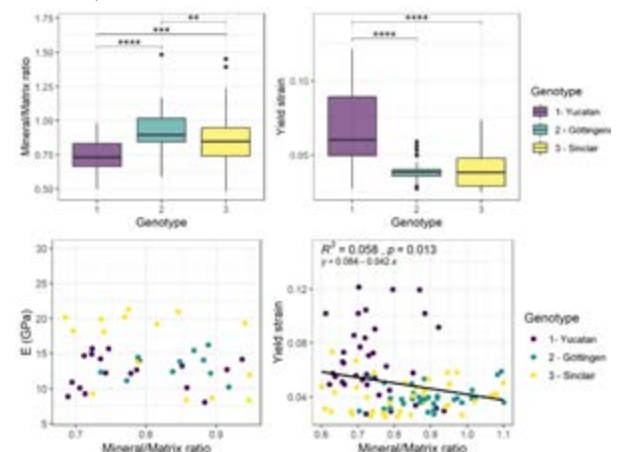 **
***
****
1.75
1.50
1.25
1.00
0.75
0.50
Mineral/Matrix ratio
1 2 3
Genotype
****
****
0.10
0.05
Yield strain
1 2 3
Genotype
Genotype
1- Yucatan
2 - Göttingen
3 - Sinclair
30
25
20
15
10
5
E (GPa)
0.7 0.8 0.9
Mineral/Matrix ratio
R² = 0.058 , p = 0.013
y = 0.084 - 0.042 x
0.12
0.08
0.04
Yield strain
0.6 0.7 0.8 0.9 1.0 1.1
Mineral/Matrix ratio
Genotype
1- Yucatan
2 - Göttingen
3 - Sinclair